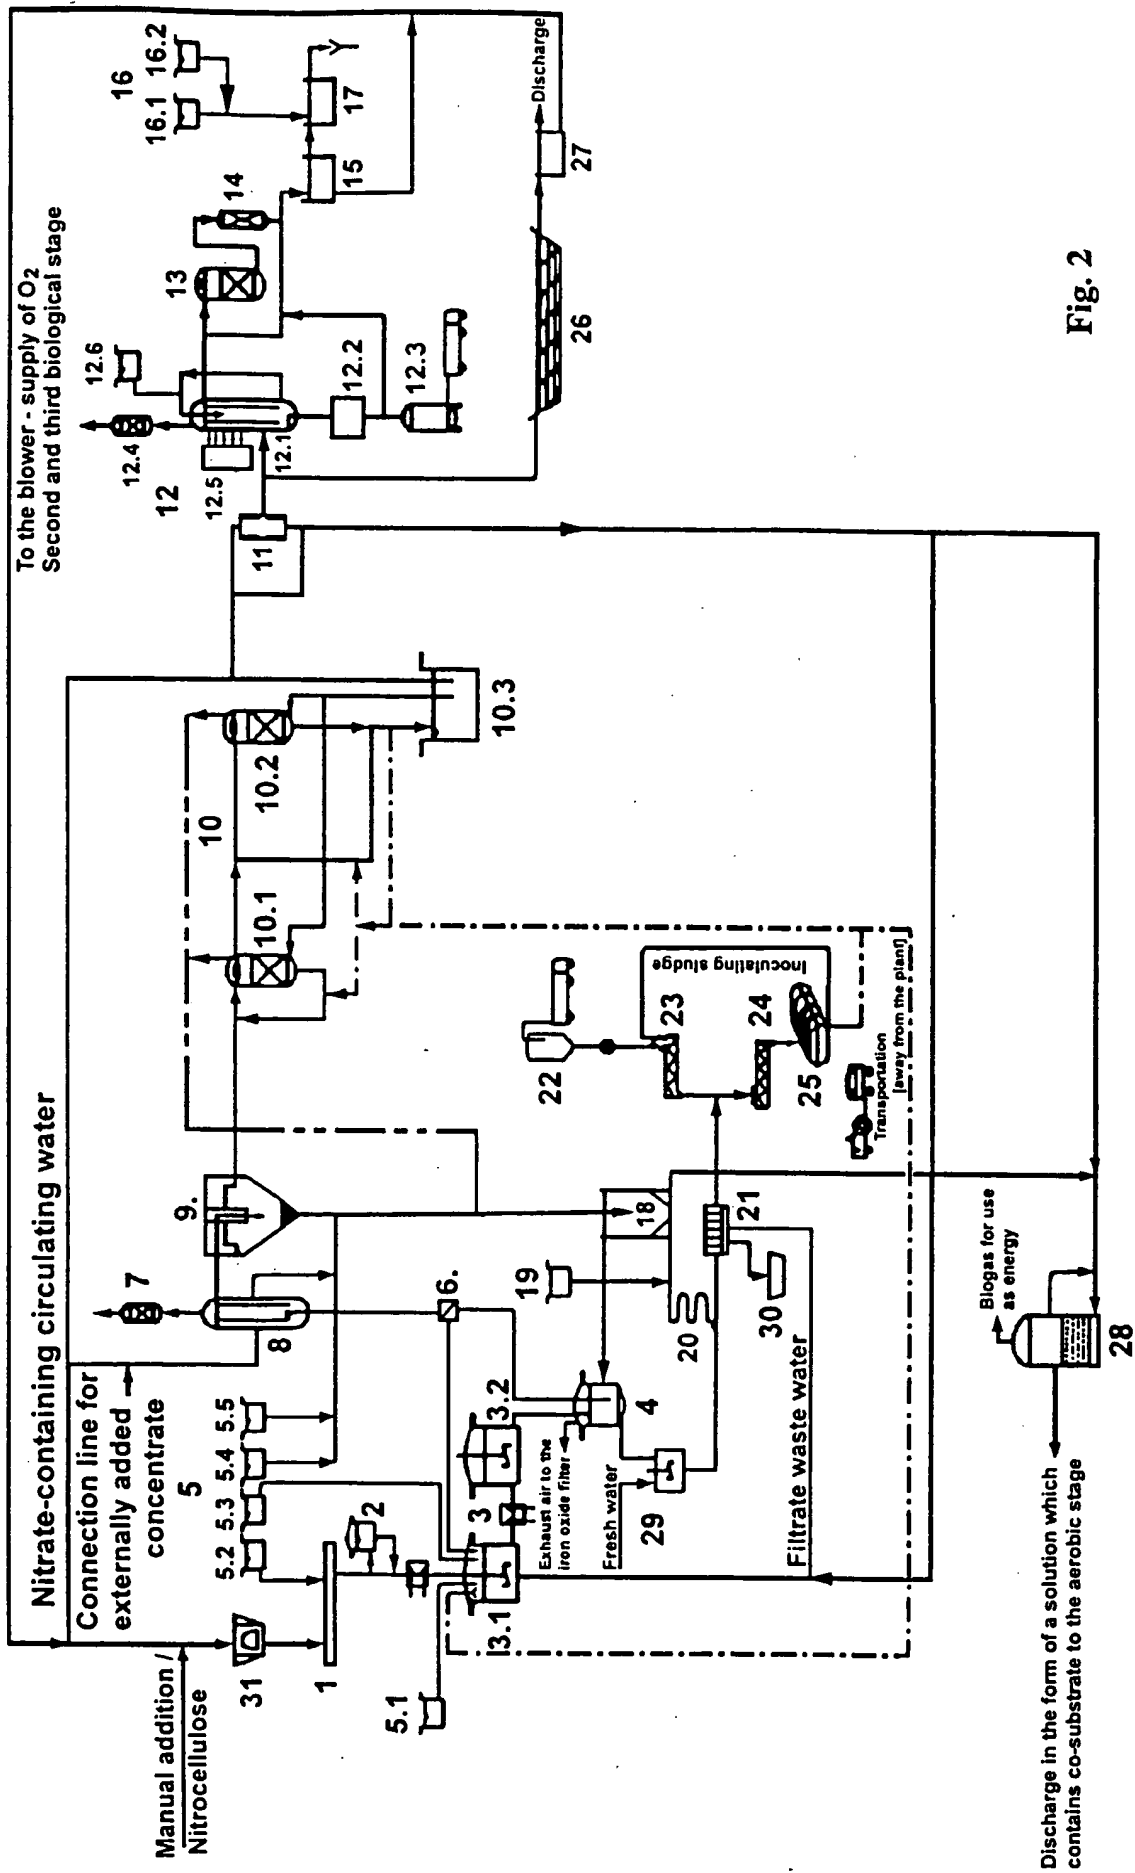 To the blower - supply of O2
Second and third biological stage
Nitrate-containing circulating water
Connection line for
externally added
concentrate
Manual addition /
Nitrocellulose
31
1
5.1
5
5.2
5.3
5.4
5.5
2
3
3.1
3.2
4
6.
7
8
9.
10
10.1
10.2
10.3
11
12
12.1
12.2
12.3
12.4
12.5
12.6
13
14
15
16
16.1
16.2
17
Discharge
27
26
Exhaust air to the
iron oxide filter
Fresh water
29
Filtrate waste water
18
19
20
21
30
22
23
24
25
Inoculating sludge
Transportation
[away from the plant]
Biogas for use
as energy
28
Discharge in the form of a solution which
contains co-substrate to the aerobic stage
Fig. 2